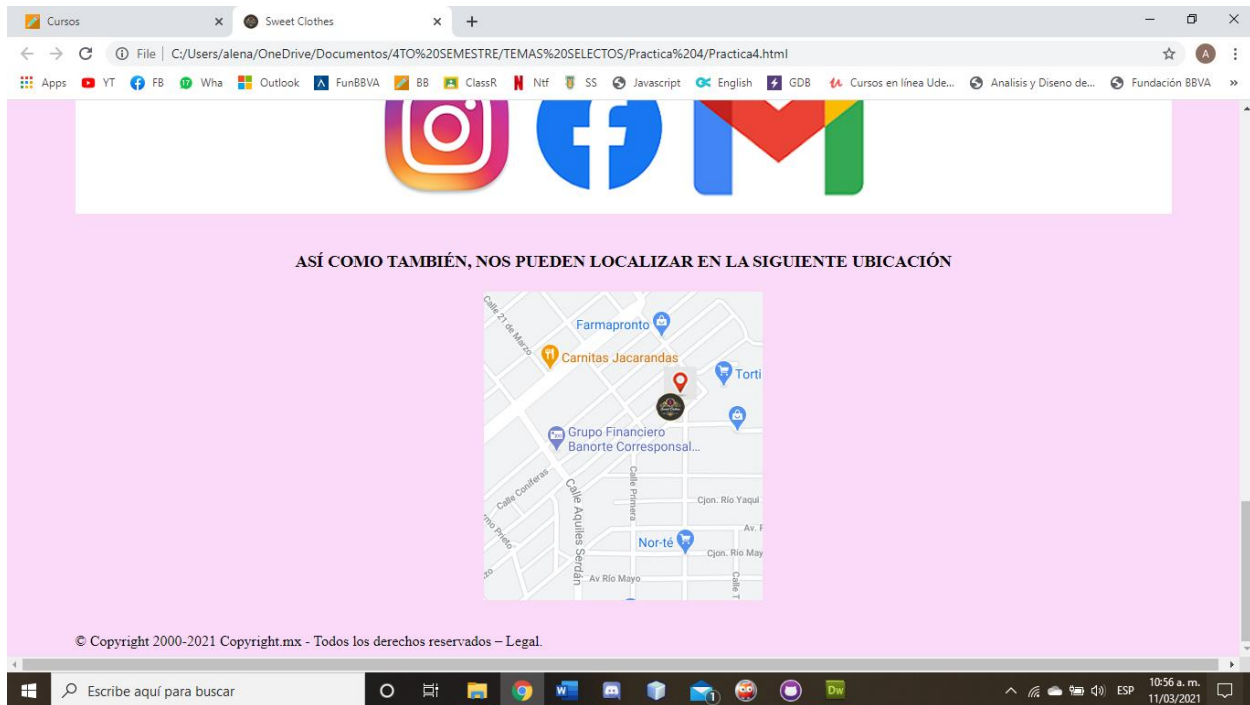 Cursos
Sweet Clothes
File C:/Users/alena/OneDrive/Documentos/4TO%20SEMESTRE/TEMAS%20SELECTOS/Practica%204/Practica4.html
A
Apps YT FB Wha Outlook FunBBVA BB ClassR Ntf SS Javascript English GDB Cursos en línea Ude... Analisis y Diseno de... Fundación BBVA »
ASÍ COMO TAMBIÉN, NOS PUEDEN LOCALIZAR EN LA SIGUIENTE UBICACIÓN
Calle 21 de Marzo
Farmapronto
Carnitas Jacarandas
Torti
Grupo Financiero
Banorte Corresponsal...
Calle Coníferas
Calle Primera
Calle Aquiles Serdán
Cjon. Río Yaqui
Av. R
Nor-té
Cjon. Río May
Av Río Mayo
Calle T
© Copyright 2000-2021 Copyright.mx - Todos los derechos reservados – Legal.
Escribe aquí para buscar
ESP
10:56 a. m.
11/03/2021